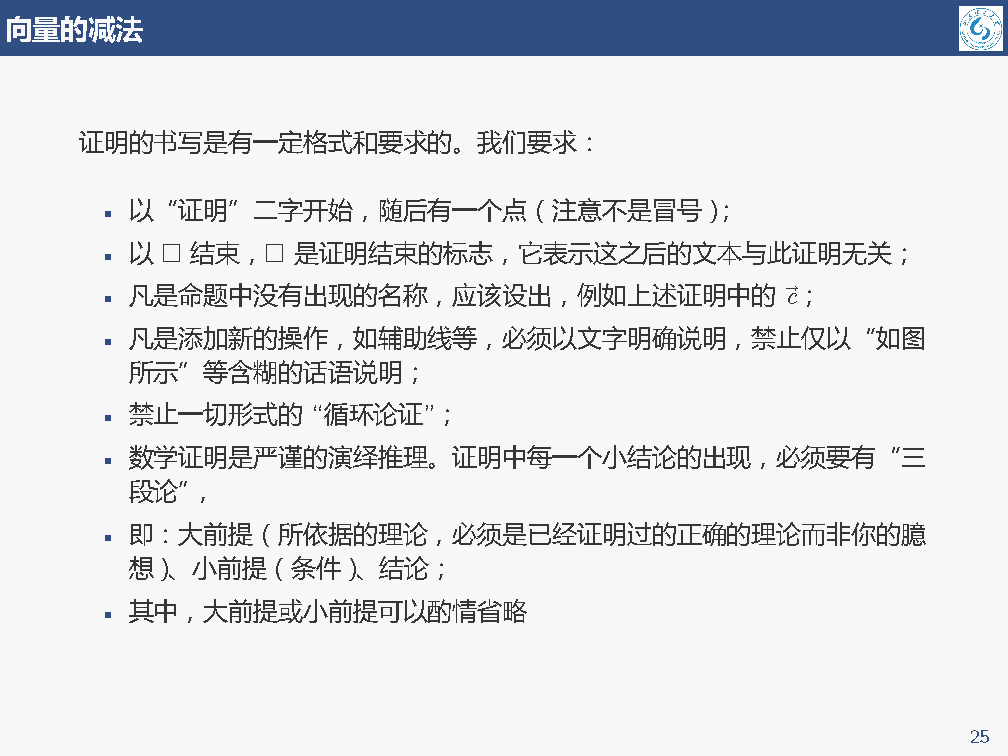 向量的减法
证明的书写是有一定格式和要求的。我们要求：
▪ 以“证明”二字开始，随后有一个点（注意不是冒号）；
▪ 以 □ 结束，□ 是证明结束的标志，它表示这之后的文本与此证明无关；
▪ 凡是命题中没有出现的名称，应该设出，例如上述证明中的 $\vec{c}$；
▪ 凡是添加新的操作，如辅助线等，必须以文字明确说明，禁止仅以“如图
所示”等含糊的话语说明；
▪ 禁止一切形式的“循环论证”；
▪ 数学证明是严谨的演绎推理。证明中每一个小结论的出现，必须要有“三
段论”，
▪ 即：大前提（所依据的理论，必须是已经证明过的正确的理论而非你的臆
想）、小前提（条件）、结论；
▪ 其中，大前提或小前提可以酌情省略
25